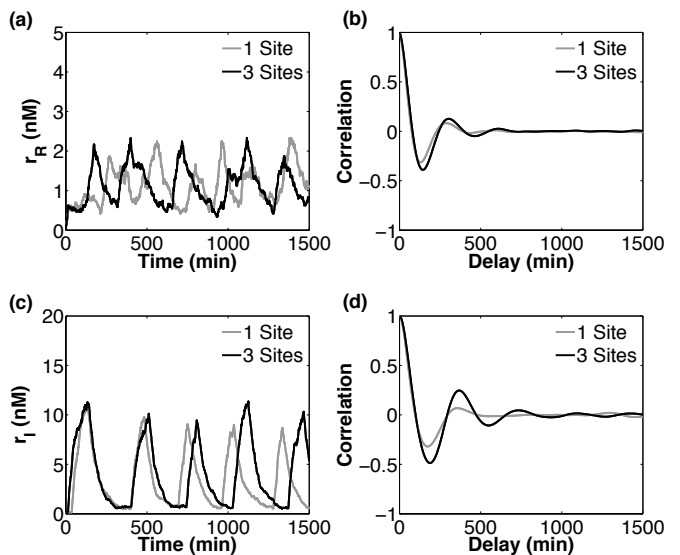 (a)
5
4
3
2
1
0
r_R (nM)
1 Site
3 Sites
0
500
1000
1500
Time (min)
(b)
1
0.5
0
−0.5
−1
Correlation
1 Site
3 Sites
0
500
1000
1500
Delay (min)
(c)
20
15
10
5
0
r_I (nM)
1 Site
3 Sites
0
500
1000
1500
Time (min)
(d)
1
0.5
0
−0.5
−1
Correlation
1 Site
3 Sites
0
500
1000
1500
Delay (min)